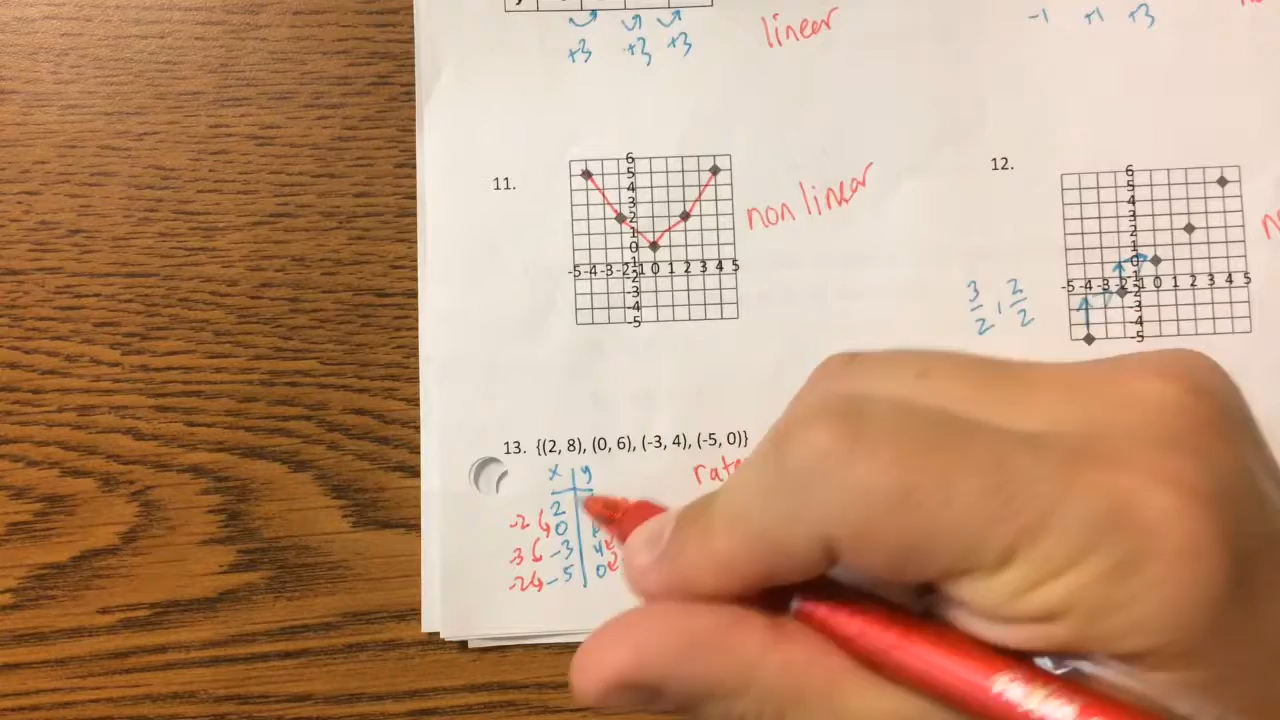 +3 +3 +3
linear
-1 +1 +3
11.
6
5
4
3
2
1
0
-5 -4 -3 -2 -1 0 1 2 3 4 5
-1
-2
-3
-4
-5
non linear
12.
6
5
4
3
2
1
0
-5 -4 -3 -2 -1 0 1 2 3 4 5
-1
-2
-3
-4
-5
3/2, 2/2
13. {(2, 8), (0, 6), (-3, 4), (-5, 0)}
x y
2
-2 0
-3 -3 4
-2 -5 0